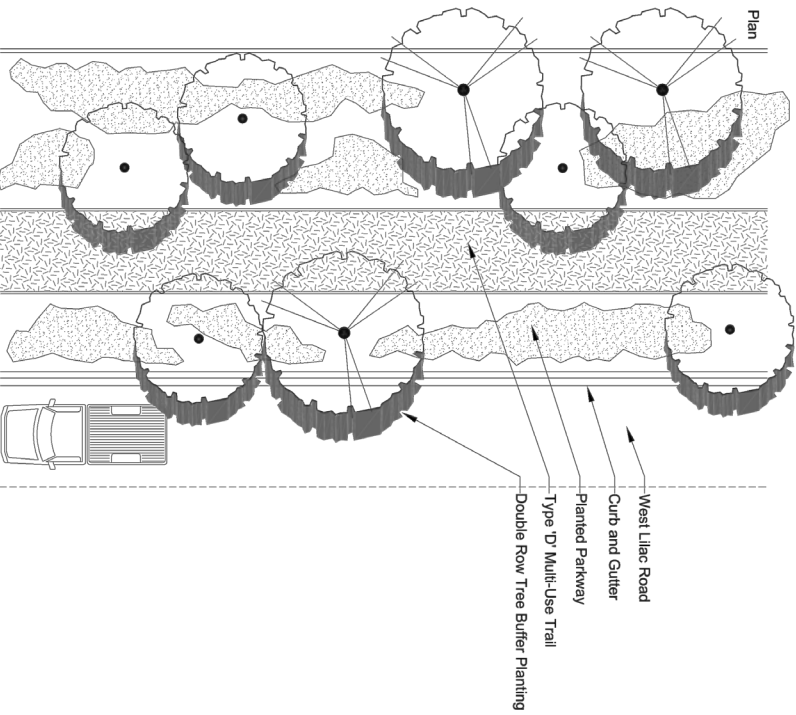 Plan
West Lilac Road
Curb and Gutter
Planted Parkway
Type 'D' Multi-Use Trail
Double Row Tree Buffer Planting